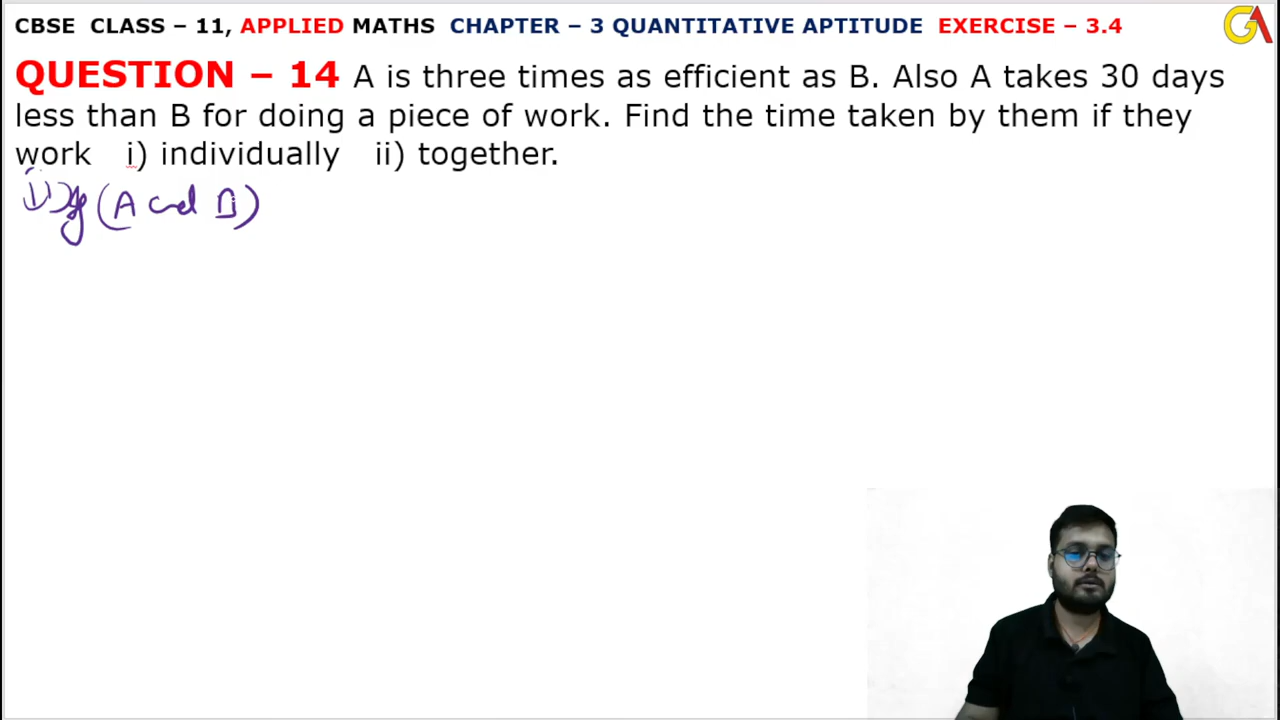 CBSE CLASS – 11, APPLIED MATHS CHAPTER – 3 QUANTITATIVE APTITUDE EXERCISE – 3.4
GA
QUESTION – 14 A is three times as efficient as B. Also A takes 30 days
less than B for doing a piece of work. Find the time taken by them if they
work i) individually ii) together.
(A and B)